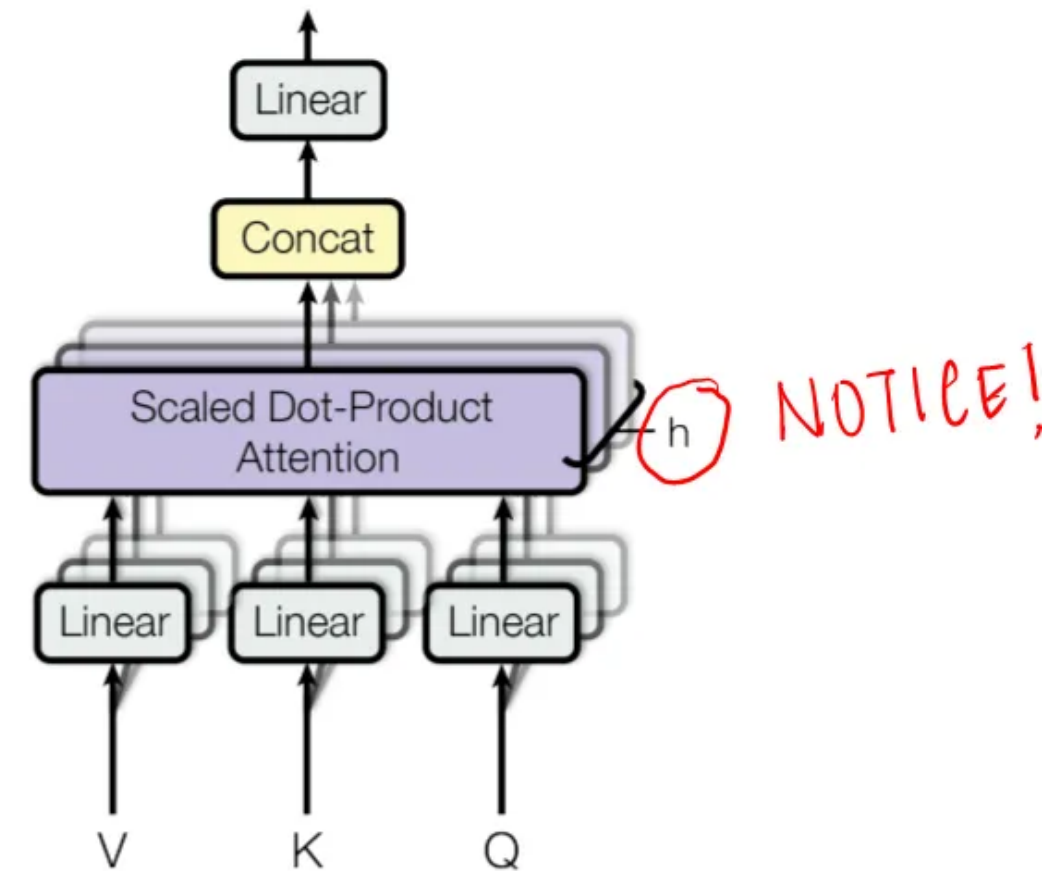 Linear
Concat
Scaled Dot-Product
Attention
h
NOTICE!
Linear
Linear
Linear
V
K
Q